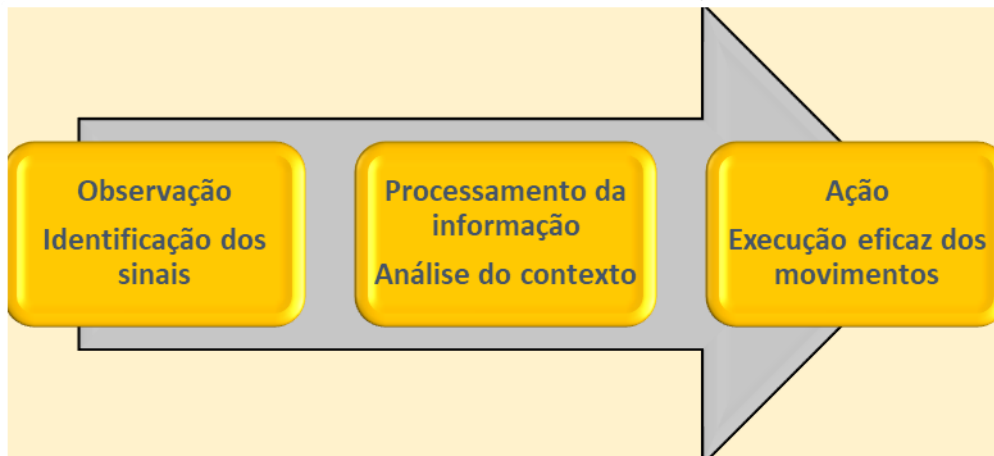 Observação
Identificação dos
sinais
Processamento da
informação
Análise do contexto
Ação
Execução eficaz dos
movimentos